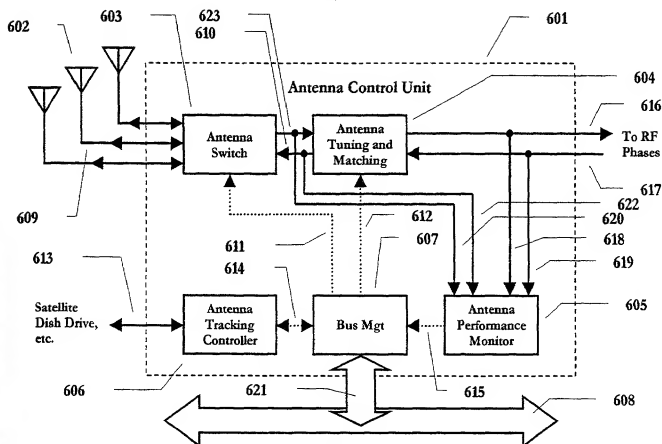 603
623
610
602
601
Antenna Control Unit
604
616
Antenna
Switch
Antenna
Tuning and
Matching
To RF
Phases
617
609
622
620
618
619
611
612
607
613
614
605
Satellite
Dish Drive,
etc.
Antenna
Tracking
Controller
Bus Mgt
Antenna
Performance
Monitor
606
621
615
608